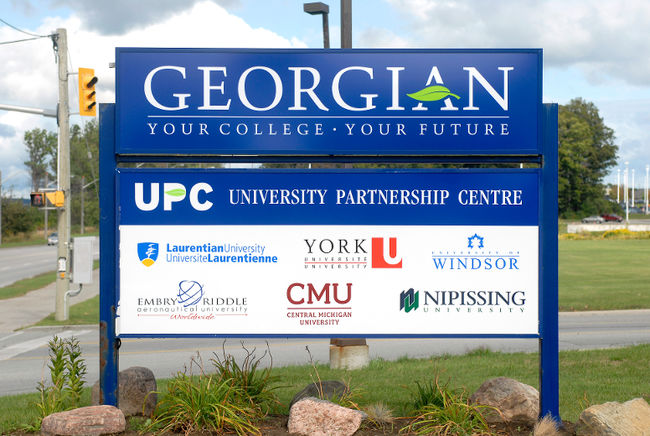 GEORGIAN
YOUR COLLEGE · YOUR FUTURE
UPC UNIVERSITY PARTNERSHIP CENTRE
LaurentianUniversity
UniversitéLaurentienne
YORK U
UNIVERSITÉ
UNIVERSITY
UNIVERSITY OF
WINDSOR
EMBRY RIDDLE
aeronautical university
Worldwide
CMU
CENTRAL MICHIGAN
UNIVERSITY
NIPISSING
UNIVERSITY